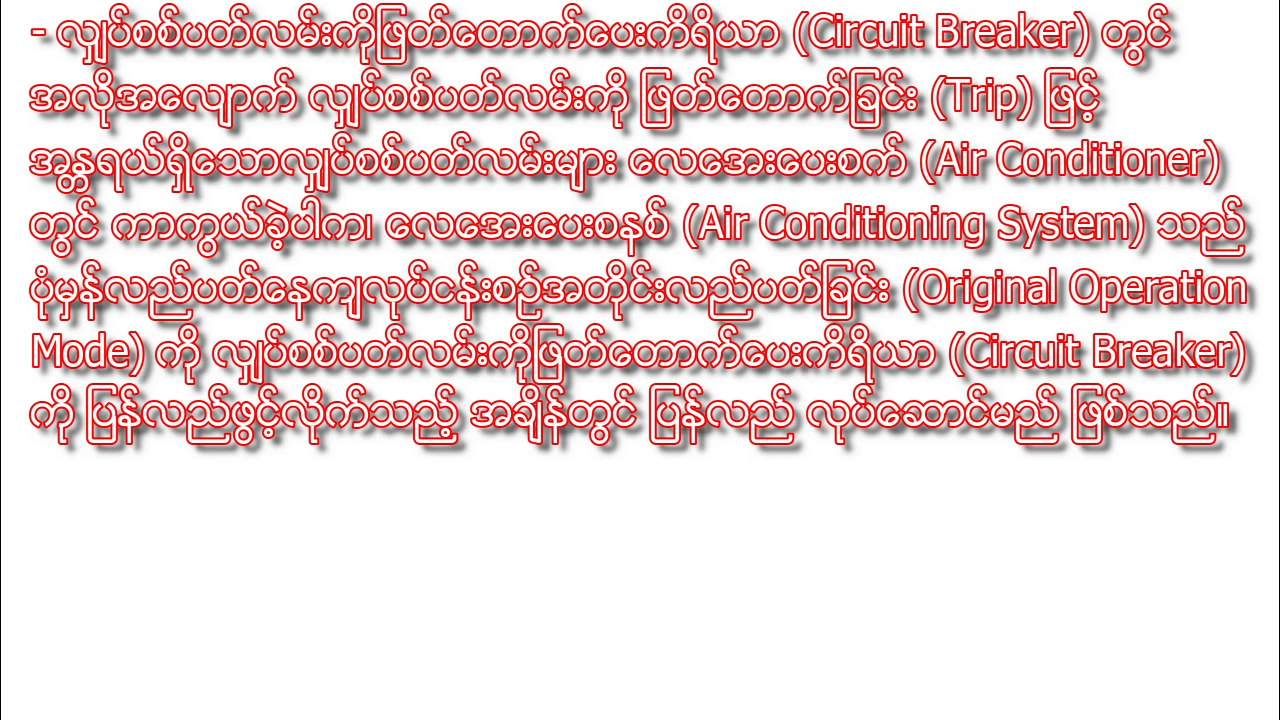 - လျှပ်စစ်ပတ်လမ်းကိုဖြတ်တောက်ပေးကိရိယာ (Circuit Breaker) တွင်
အလိုအလျောက် လျှပ်စစ်ပတ်လမ်းကို ဖြတ်တောက်ခြင်း (Trip) ဖြင့်
အန္တရယ်ရှိသောလျှပ်စစ်ပတ်လမ်းများ လေအေးပေးစက် (Air Conditioner)
တွင် ကာကွယ်ခဲ့ပါက၊ လေအေးပေးစနစ် (Air Conditioning System) သည်
ပုံမှန်လည်ပတ်နေကျလုပ်ငန်းစဉ်အတိုင်းလည်ပတ်ခြင်း (Original Operation
Mode) ကို လျှပ်စစ်ပတ်လမ်းကိုဖြတ်တောက်ပေးကိရိယာ (Circuit Breaker)
ကို ပြန်လည်ဖွင့်လိုက်သည့် အချိန်တွင် ပြန်လည် လုပ်ဆောင်မည် ဖြစ်သည်။